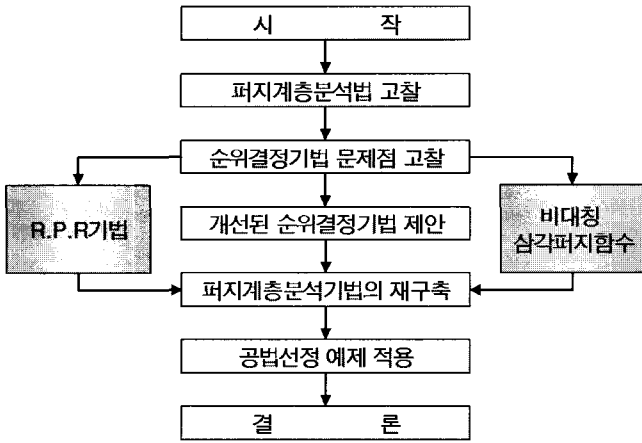 시 작
퍼지계층분석법 고찰
순위결정기법 문제점 고찰
R.P.R기법
개선된 순위결정기법 제안
비대칭
삼각퍼지함수
퍼지계층분석기법의 재구축
공법선정 예제 적용
결 론